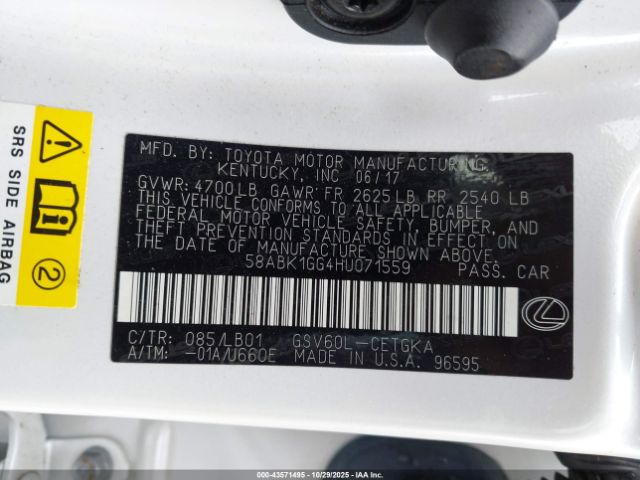 SRS SIDE AIRBAG
2
MFD. BY: TOYOTA MOTOR MANUFACTURING,
KENTUCKY, INC 06/17
GVWR: 4700LB GAWR: FR 2625LB RR 2540 LB
THIS VEHICLE CONFORMS TO ALL APPLICABLE
FEDERAL MOTOR VEHICLE SAFETY, BUMPER, AND
THEFT PREVENTION STANDARDS IN EFFECT ON
THE DATE OF MANUFACTURE SHOWN ABOVE.
58ABK1GG4HU071559 PASS. CAR
C/TR: 085/LB01 GSV60L-CETGKA
A/TM: -01A/U660E MADE IN U.S.A. 96595
000-43571495 • 10/29/2025 • IAA Inc.